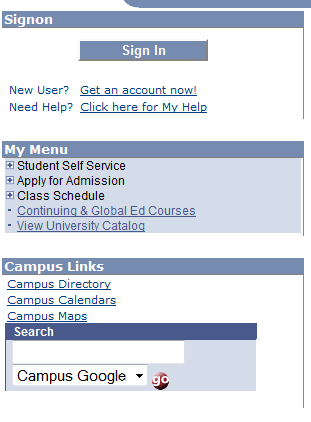 Signon
Sign In
New User? Get an account now!
Need Help? Click here for My Help
My Menu
Student Self Service
Apply for Admission
Class Schedule
Continuing & Global Ed Courses
View University Catalog
Campus Links
Campus Directory
Campus Calendars
Campus Maps
Search
Campus Google
go